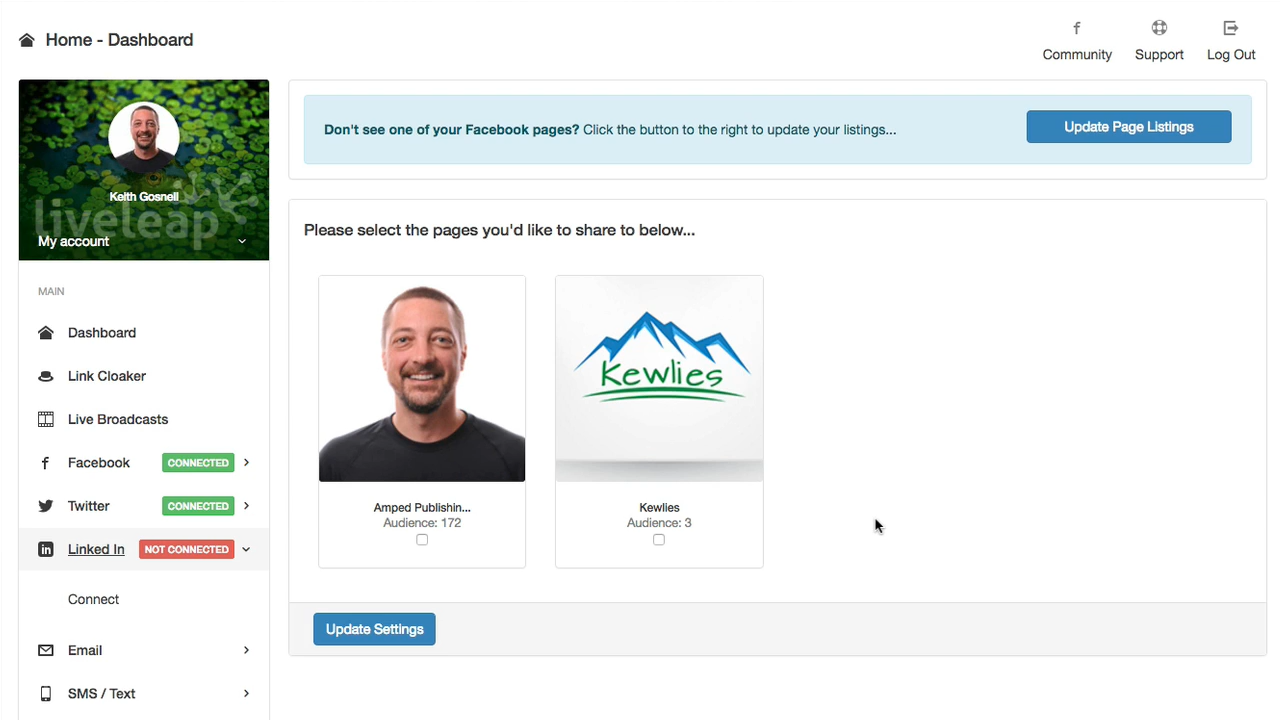 Home - Dashboard
f
Community
Support
Log Out
Keith Gosnell
liveleap
My account
Don't see one of your Facebook pages? Click the button to the right to update your listings...
Update Page Listings
MAIN
Dashboard
Link Cloaker
Live Broadcasts
f Facebook CONNECTED
Twitter CONNECTED
in Linked In NOT CONNECTED
Connect
Email
SMS / Text
Please select the pages you'd like to share to below...
Kewlies
Amped Publishin...
Audience: 172
Kewlies
Audience: 3
Update Settings